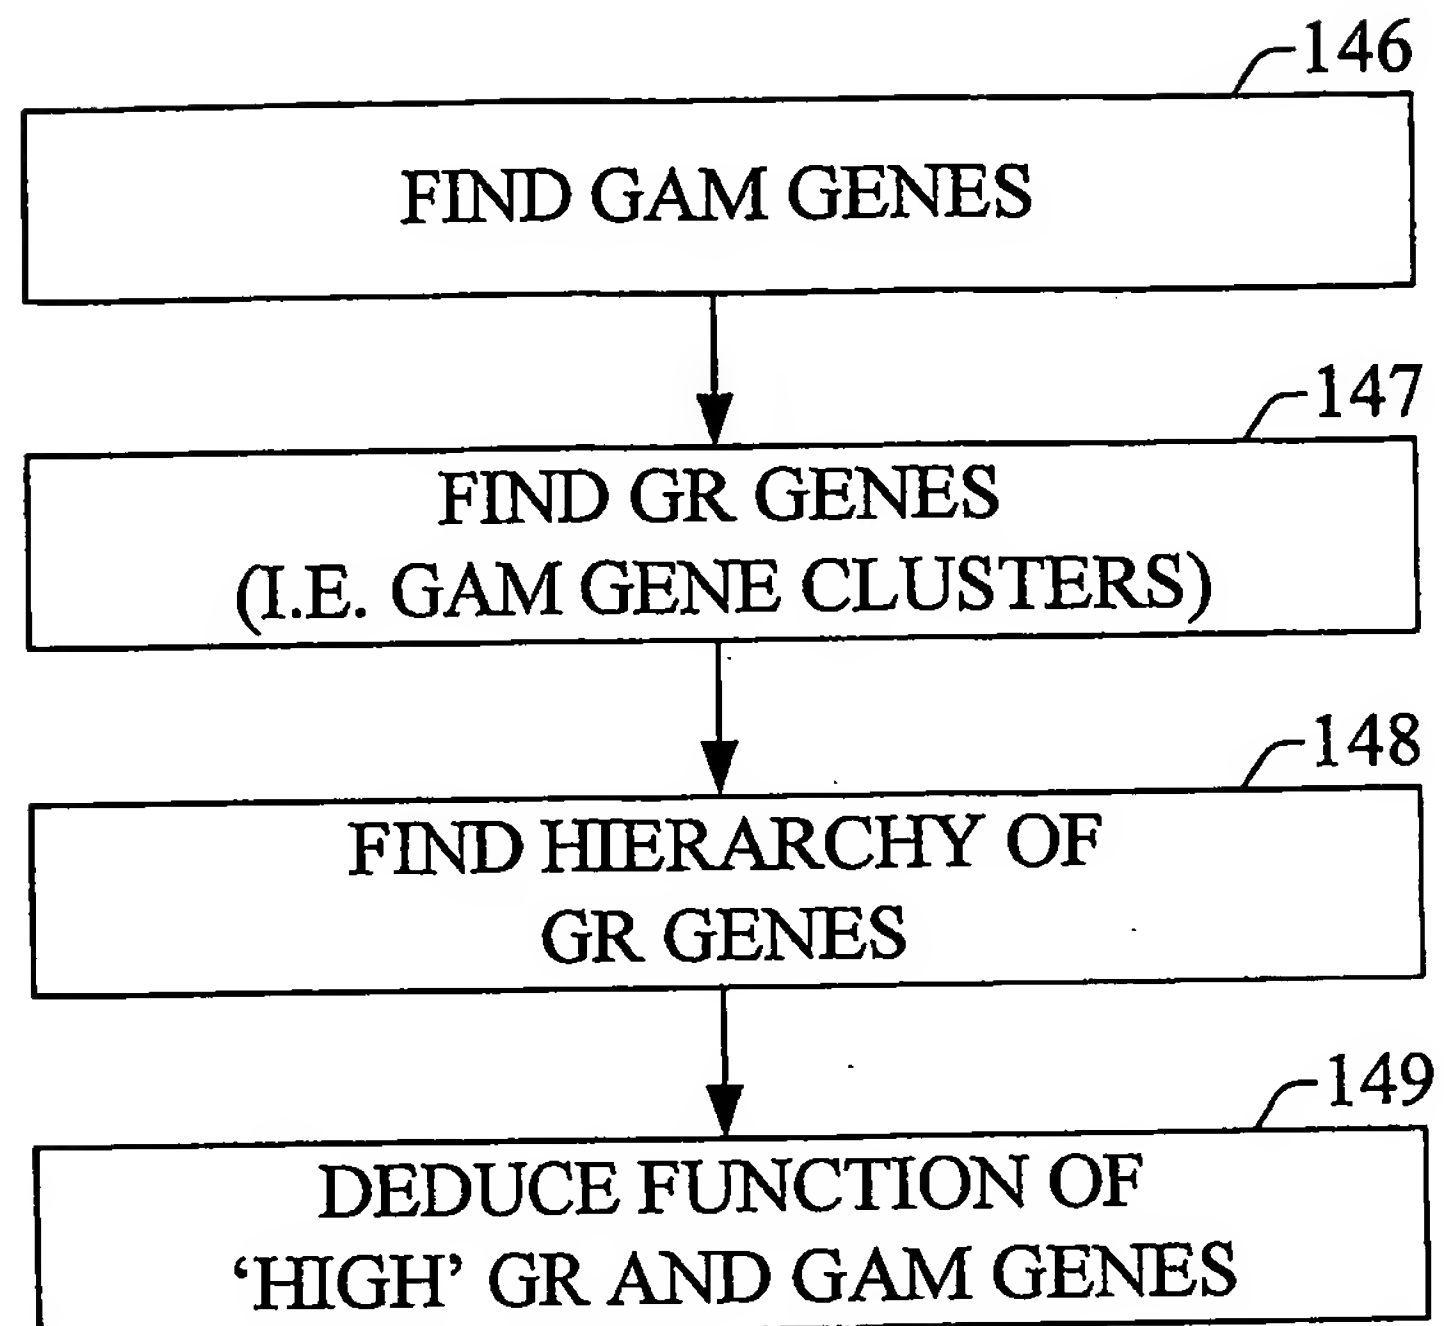 146
FIND GAM GENES
147
FIND GR GENES
(I.E. GAM GENE CLUSTERS)
148
FIND HIERARCHY OF
GR GENES
149
DEDUCE FUNCTION OF
‘HIGH’ GR AND GAM GENES